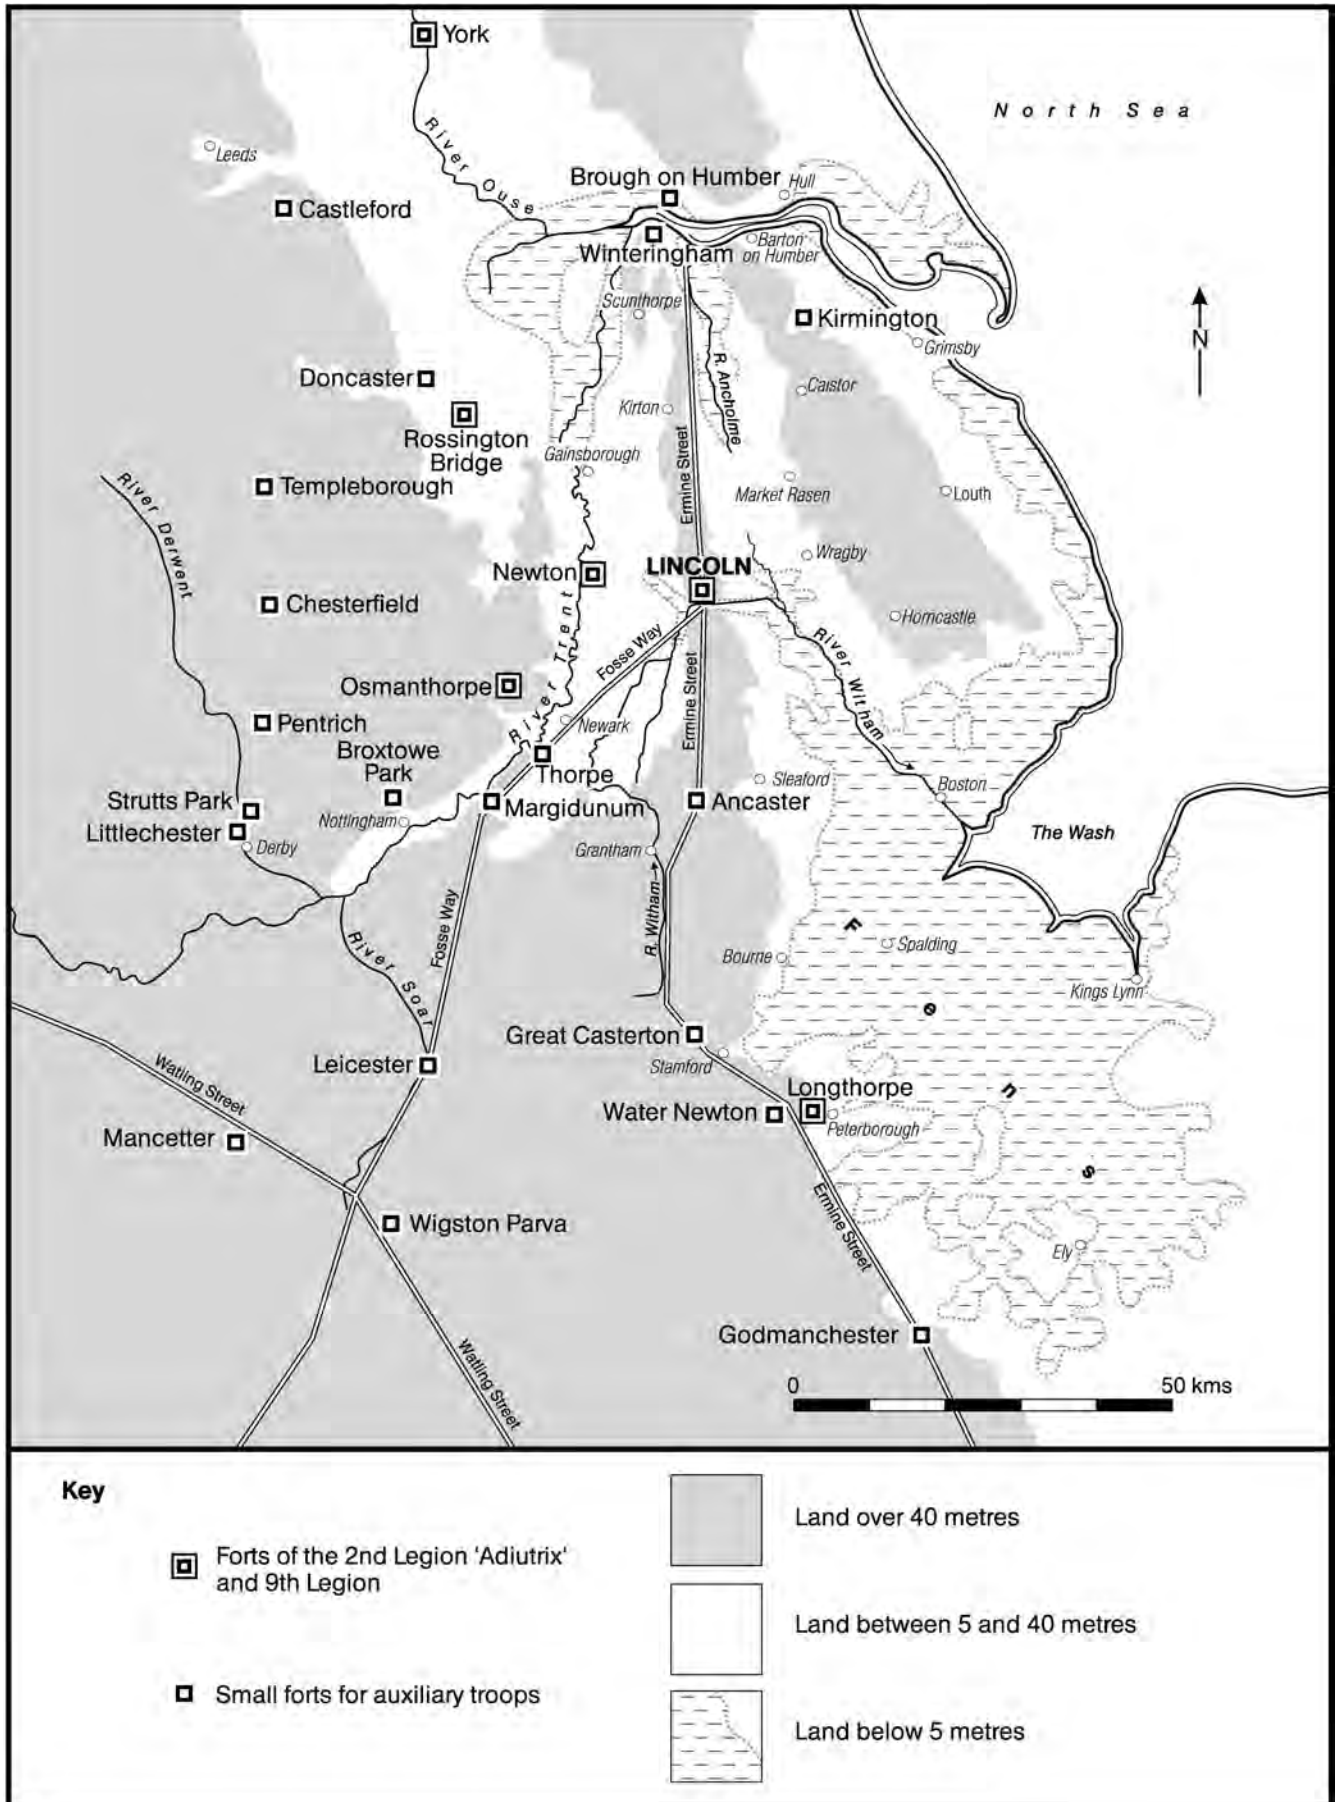 York
North Sea
River Ouse
Leeds
Castleford
Brough on Humber
Hull
Winteringham
Barton
on Humber
Scunthorpe
Kirmington
Grimsby
N
Doncaster
R. Ancholme
Caistor
Kirton
Rossington
Bridge
Ermine Street
Gainsborough
Templeborough
Market Rasen
Louth
River Derwent
Wragby
Newton
LINCOLN
Chesterfield
Horncastle
River Trent
Fosse Way
River Witham
Ermine Street
Osmanthorpe
Newark
Pentrich
Broxtowe
Park
Thorpe
Sleaford
Boston
Strutts Park
Margidunum
Ancaster
Littlechester
Nottingham
The Wash
Derby
Grantham
Fosse Way
R. Witham
River Soar
Fens
Spalding
Bourne
Kings Lynn
Great Casterton
Stamford
Leicester
Watling Street
Longthorpe
Water Newton
Peterborough
Mancetter
Ermine Street
Wigston Parva
Ely
Godmanchester
Watling Street
0
50 kms
Key
Forts of the 2nd Legion 'Adiutrix'
and 9th Legion
Small forts for auxiliary troops
Land over 40 metres
Land between 5 and 40 metres
Land below 5 metres